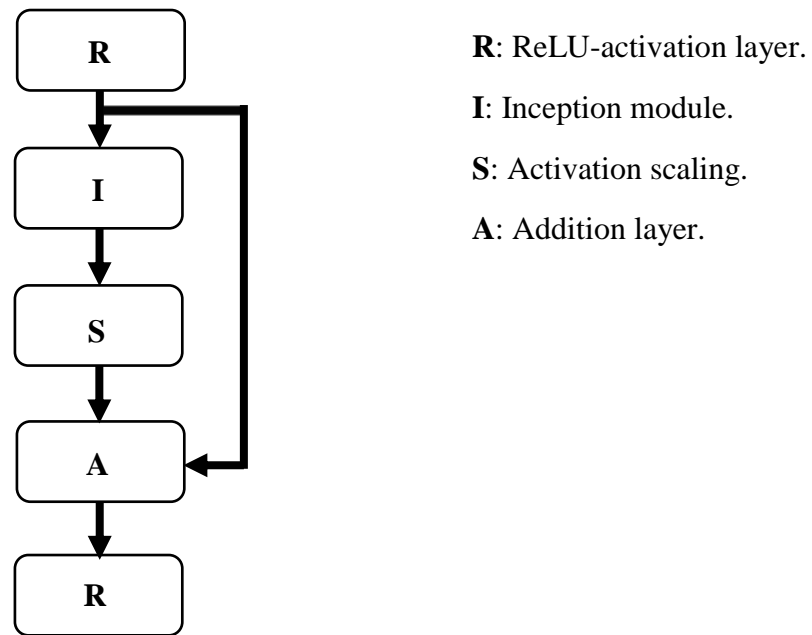 R
I
S
A
R
R: ReLU-activation layer.
I: Inception module.
S: Activation scaling.
A: Addition layer.